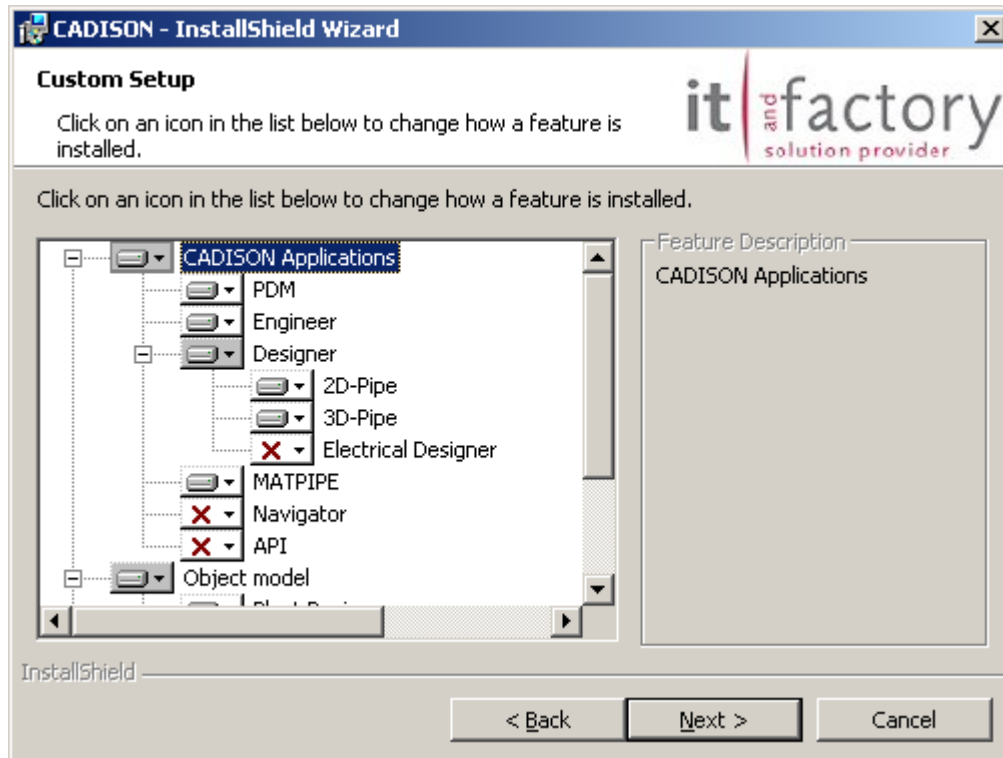 CADISON - InstallShield Wizard
Custom Setup
Click on an icon in the list below to change how a feature is
installed.
it and factory
solution provider
Click on an icon in the list below to change how a feature is installed.
CADISON Applications
PDM
Engineer
Designer
2D-Pipe
3D-Pipe
Electrical Designer
MATPIPE
Navigator
API
Object model
Feature Description
CADISON Applications
InstallShield
< Back
Next >
Cancel